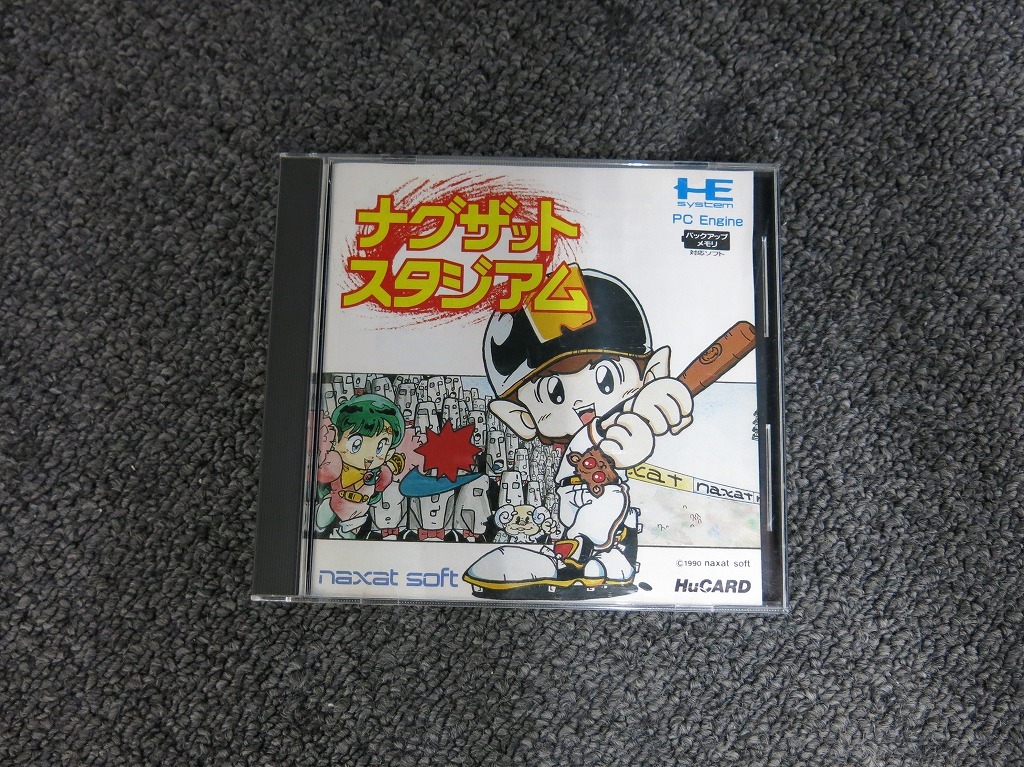 ナグザット
スタジアム
HE
system
PC Engine
バックアップ
メモリ
対応ソフト
xat
naxat
naxat soft
©1990 naxat soft
HuCARD